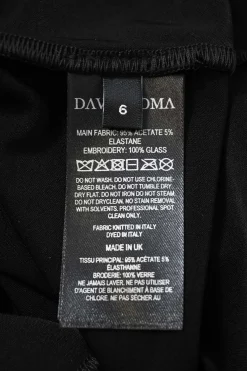 DAV OMA
6
MAIN FABRIC: 95% ACETATE 5%
ELASTANE
EMBROIDERY: 100% GLASS
DO NOT WASH. DO NOT USE CHLORINE-
BASED BLEACH. DO NOT TUMBLE DRY.
DRY FLAT. DO NOT IRON DO NOT STEAM.
DO NOT DRYCLEAN. NO STAIN REMOVAL
WITH SOLVENTS. PROFESSIONAL SPOT
CLEAN ONLY.
FABRIC KNITTED IN ITALY
DYED IN ITALY
MADE IN UK
TISSU PRINCIPAL: 95% ACETATE 5%
ÉLASTHANNE
BRODERIE: 100% VERRE
NE JAMAIS LAVER, NE PAS UTILISER
D'AGENT DE BLANCHIMENT À BASE DE
CHLORE, NE PAS SÉCHER AU